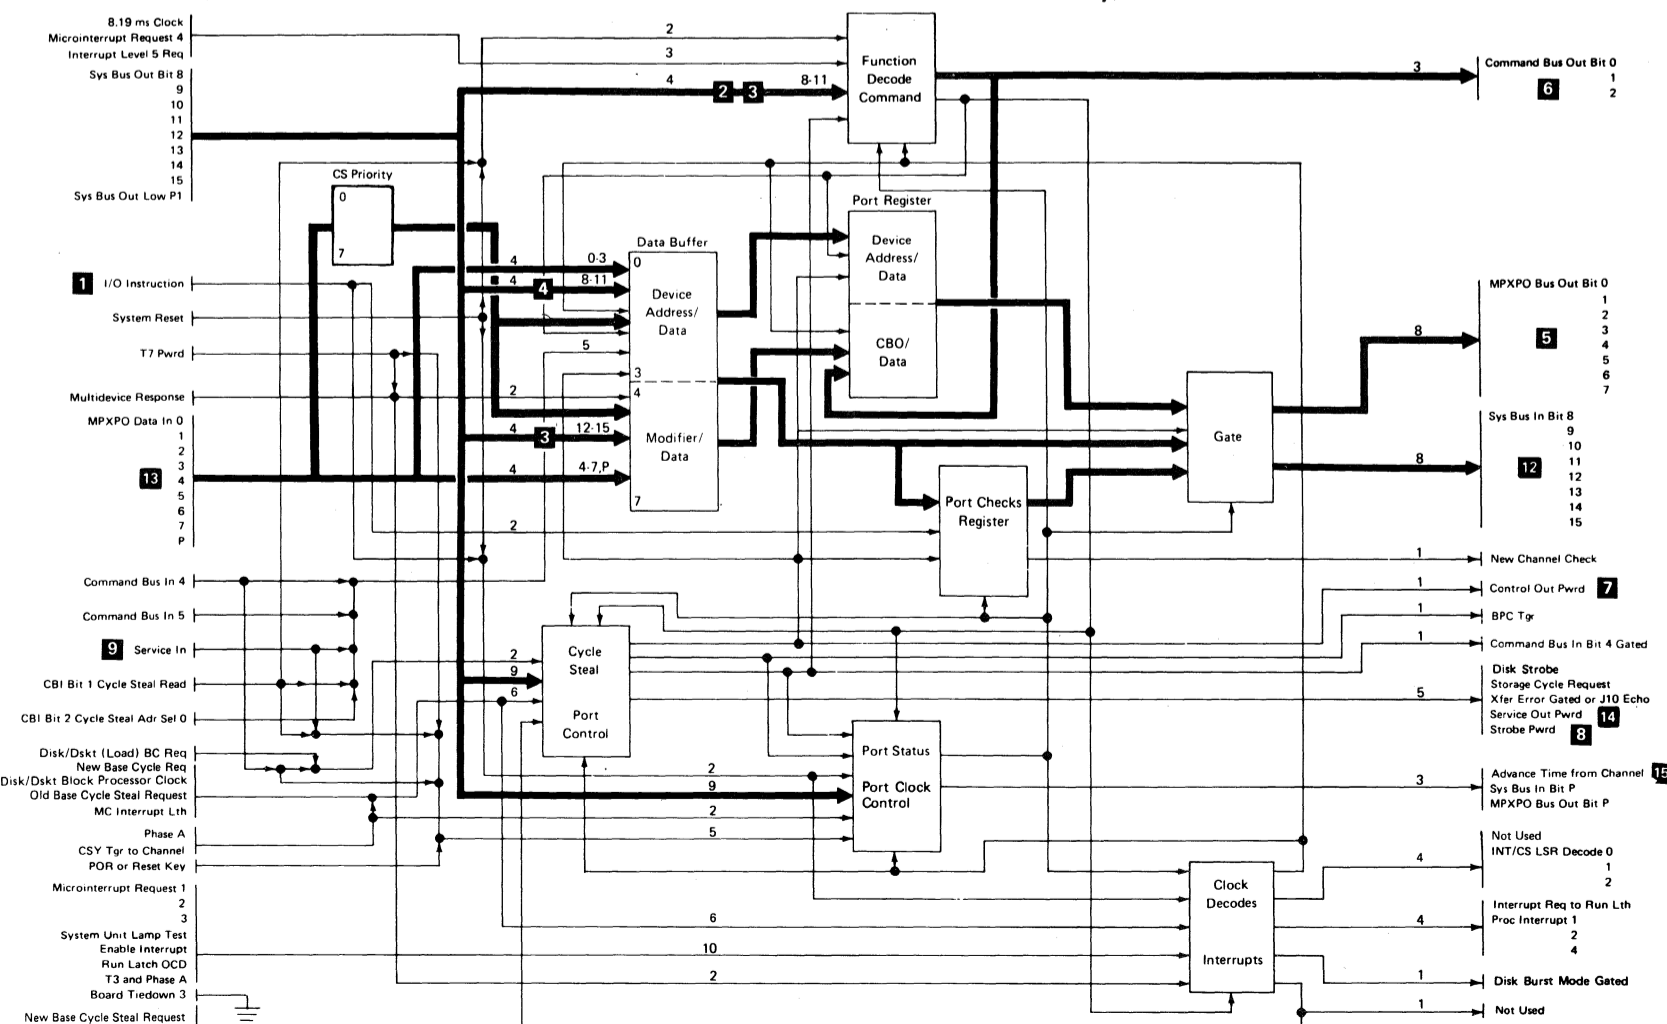 8.19 ms Clock
Microinterrupt Request 4
Interrupt Level 5 Req
Sys Bus Out Bit 8
9
10
11
12
13
14
15
Sys Bus Out Low P1
1 I/O Instruction
System Reset
T7 Pwrd
Multidevice Response
MPXPO Data In 0
1
2
3
13
4
5
6
7
P
Command Bus In 4
Command Bus In 5
9 Service In
CBI Bit 1 Cycle Steal Read
CBI Bit 2 Cycle Steal Adr Sel 0
Disk/Dskt (Load) BC Req
New Base Cycle Req
Disk/Dskt Block Processor Clock
Old Base Cycle Steal Request
MC Interrupt Lth
Phase A
CSY Tgr to Channel
POR or Reset Key
Microinterrupt Request 1
2
3
System Unit Lamp Test
Enable Interrupt
Run Latch OCD
T3 and Phase A
Board Tiedown 3
New Base Cycle Steal Request
CS Priority
0
7
2
3
4
2 3
8-11
Function
Decode
Command
Data Buffer
4
0-3
0
4
4
8-11
Device
Address/
Data
5
3
2
4
4
3
12-15
Modifier/
Data
4
4-7,P
7
2
Port Register
Device
Address/
Data
CBO/
Data
Port Checks
Register
Gate
2
9
6
Cycle
Steal
Port
Control
Port Status
Port Clock
Control
2
9
2
5
6
10
2
Clock
Decodes
Interrupts
3
Command Bus Out Bit 0
1
2
6
8
MPXPO Bus Out Bit 0
1
2
3
4
5
6
7
5
8
Sys Bus In Bit 8
9
10
11
12
13
14
15
12
1 New Channel Check
1 Control Out Pwrd 7
1 BPC Tgr
1 Command Bus In Bit 4 Gated
Disk Strobe
Storage Cycle Request
5 Xfer Error Gated or J10 Echo
Service Out Pwrd 14
Strobe Pwrd 8
3
Advance Time from Channel 15
Sys Bus In Bit P
MPXPO Bus Out Bit P
Not Used
4
INT/CS LSR Decode 0
1
2
Interrupt Req to Run Lth
4 Proc Interrupt 1
2
4
1 Disk Burst Mode Gated
1 Not Used